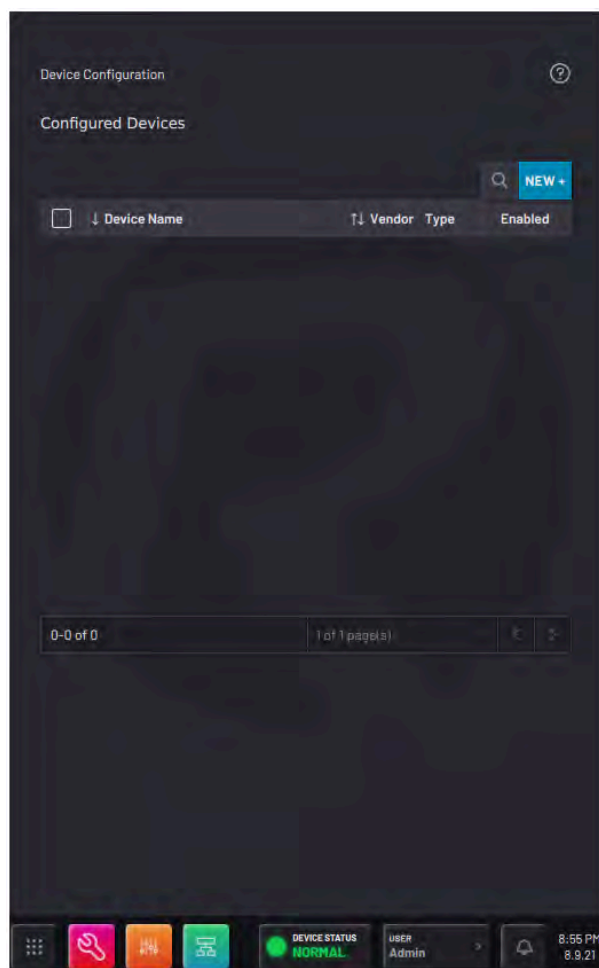 Device Configuration
Configured Devices
NEW +
↓ Device Name ↑↓ Vendor Type Enabled
0-0 of 0 1 of 1 page(s)
DEVICE STATUS
NORMAL
USER
Admin
8:55 PM
8.9.21